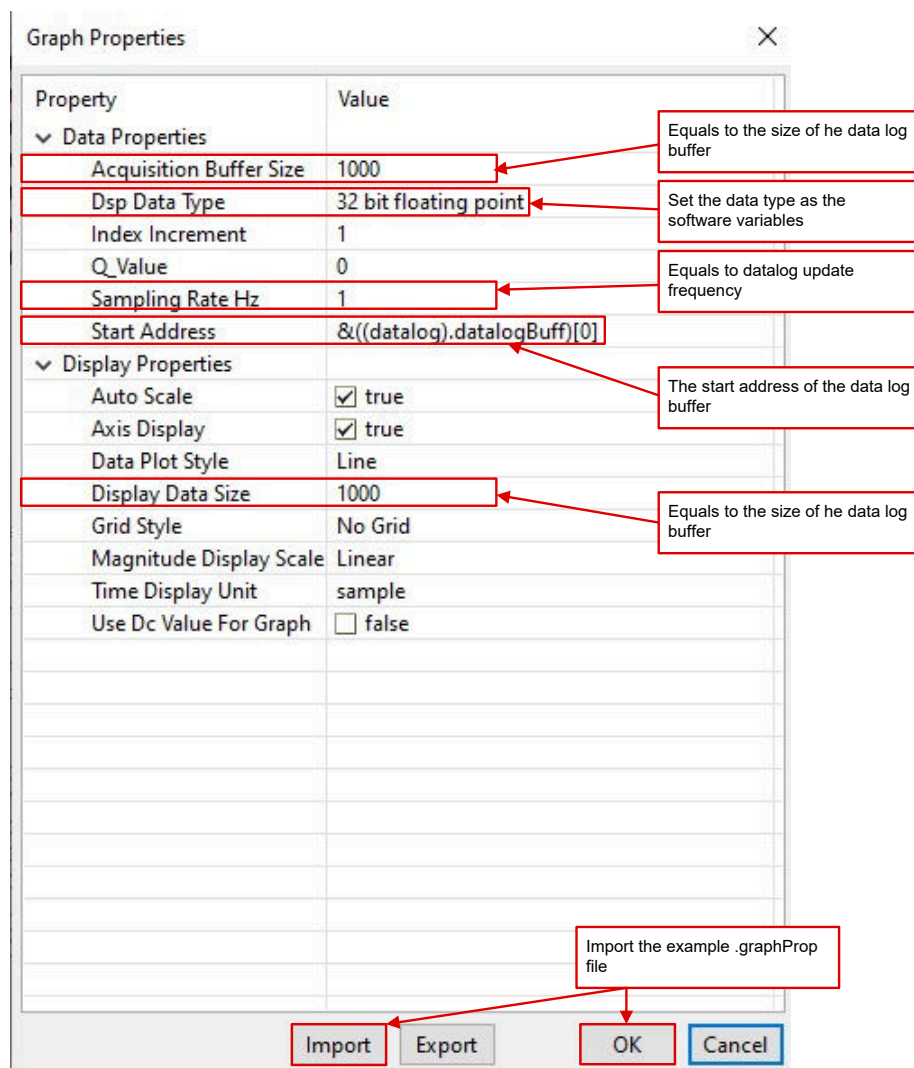 Graph Properties
Property Value
Data Properties
Acquisition Buffer Size 1000
Equals to the size of he data log
buffer
Dsp Data Type 32 bit floating point
Set the data type as the
software variables
Index Increment 1
Q_Value 0
Equals to datalog update
frequency
Sampling Rate Hz 1
Start Address &((datalog).datalogBuff)[0]
The start address of the data log
buffer
Display Properties
Auto Scale true
Axis Display true
Data Plot Style Line
Display Data Size 1000
Equals to the size of he data log
buffer
Grid Style No Grid
Magnitude Display Scale Linear
Time Display Unit sample
Use Dc Value For Graph false
Import the example .graphProp
file
Import Export OK Cancel